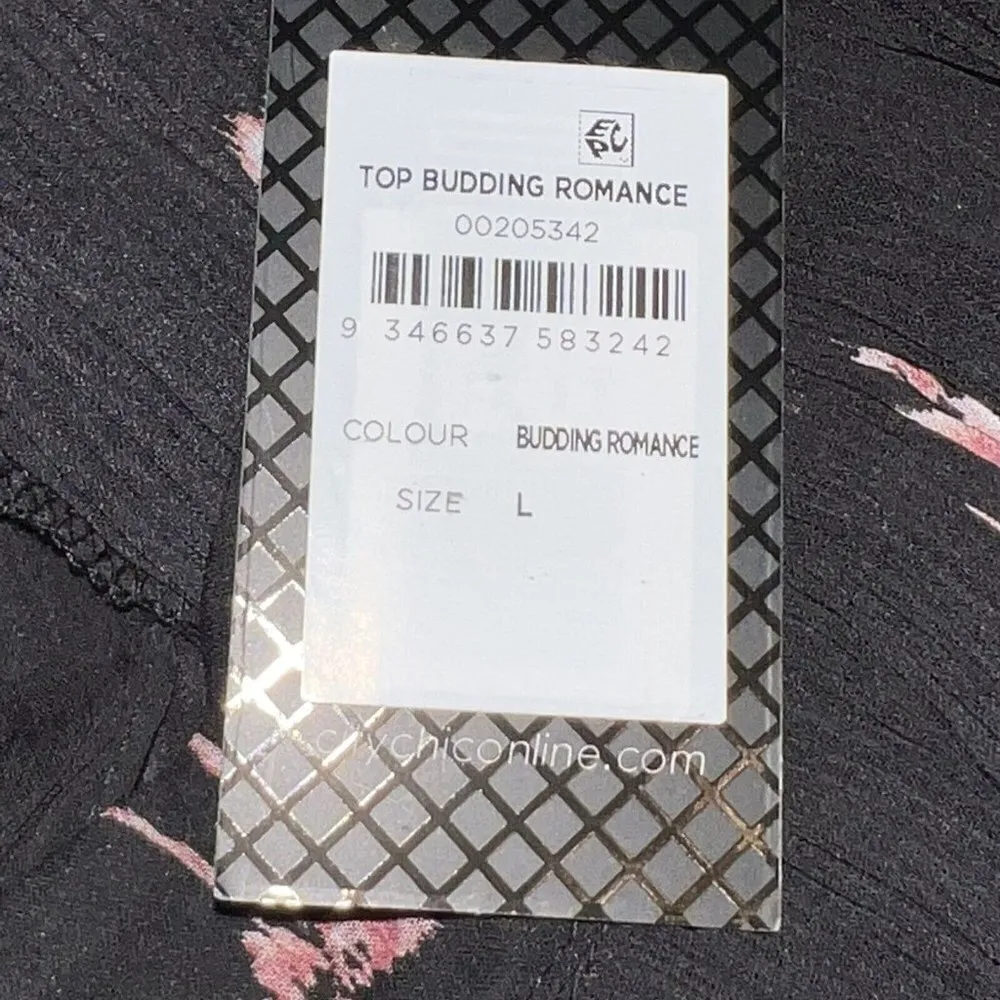 TOP BUDDING ROMANCE
00205342
9 346637 583242
COLOUR BUDDING ROMANCE
SIZE L
citychiconline.com